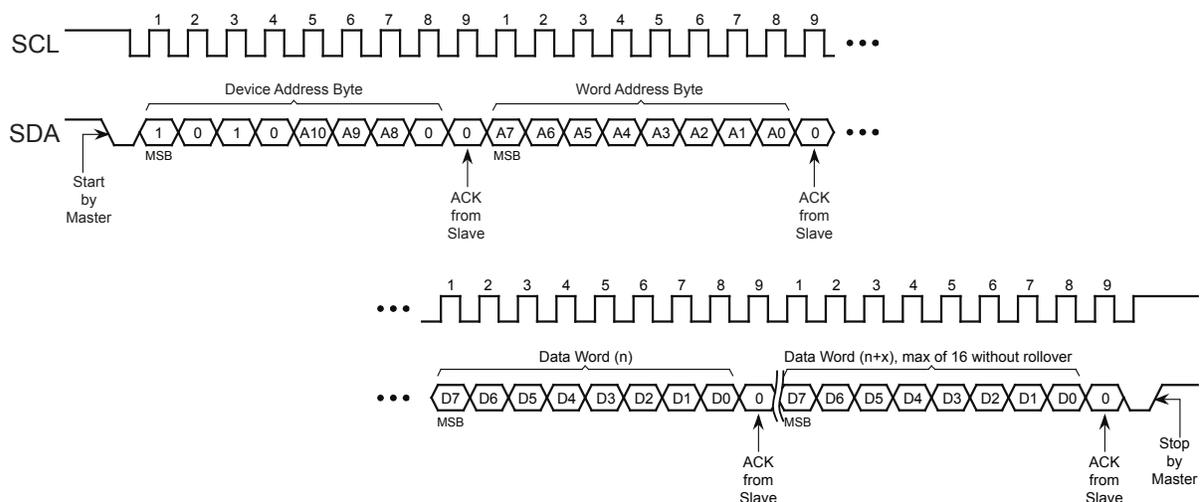 1 2 3 4 5 6 7 8 9 1 2 3 4 5 6 7 8 9
SCL
Device Address Byte Word Address Byte
SDA 1 0 1 0 A10 A9 A8 0 0 A7 A6 A5 A4 A3 A2 A1 A0 0
MSB MSB
Start
by
Master
ACK
from
Slave
ACK
from
Slave
1 2 3 4 5 6 7 8 9 1 2 3 4 5 6 7 8 9
Data Word (n) Data Word (n+x), max of 16 without rollover
D7 D6 D5 D4 D3 D2 D1 D0 0 D7 D6 D5 D4 D3 D2 D1 D0 0
MSB MSB
ACK
from
Slave
ACK
from
Slave
Stop
by
Master